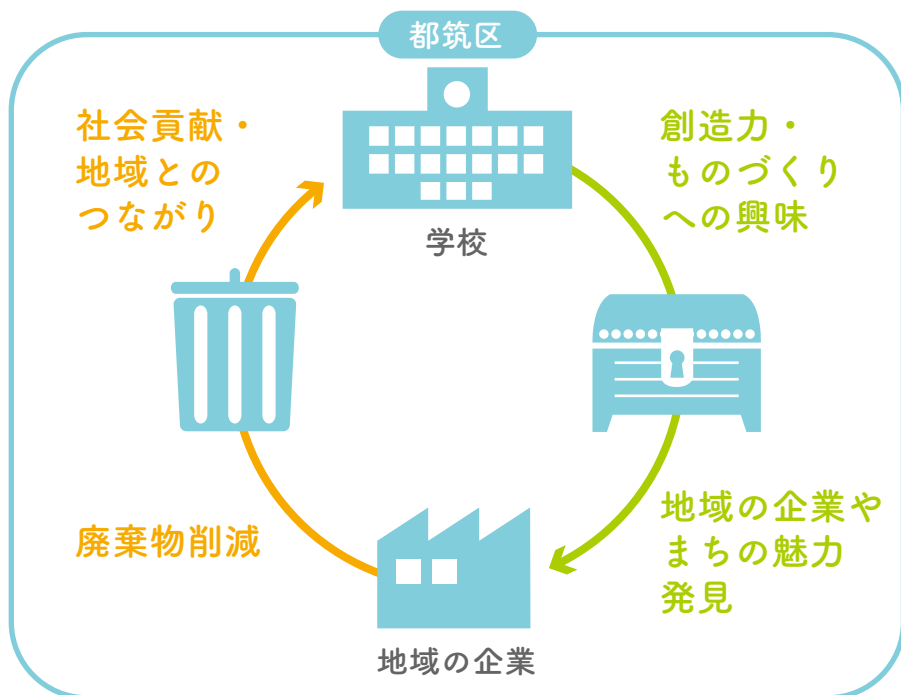 都筑区
社会貢献・
地域との
つながり
創造力・
ものづくり
への興味
学校
廃棄物削減
地域の企業や
まちの魅力
発見
地域の企業